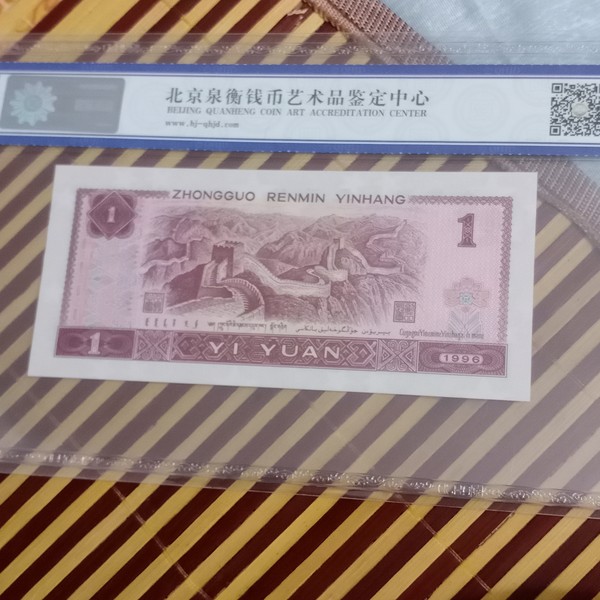 北京泉衡钱币艺术品鉴定中心
BEIJING QUANHENG COIN ART ACCREDITATION CENTER
www.bj-qhjd.com
ZHONGGUO RENMIN YINHANG
1
1
1
YI YUAN
1996